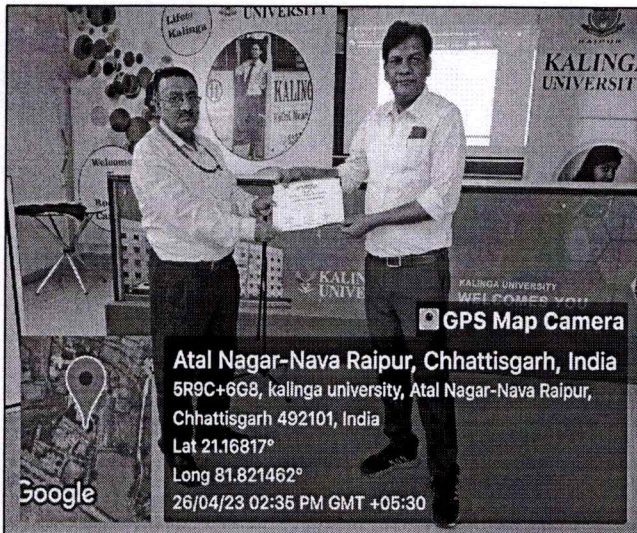 Life@
Kalinga
UNIVERSITY
KALING
Welcome
RAIPUR
KALINGA
UNIVERSIT
KALIN
UNIVE
KALINGA UNIVERSITY
WELCOMES YOU
GPS Map Camera
Atal Nagar-Nava Raipur, Chhattisgarh, India
5R9C+6G8, kalinga university, Atal Nagar-Nava Raipur,
Chhattisgarh 492101, India
Lat 21.16817°
Long 81.821462°
26/04/23 02:35 PM GMT +05:30
Google